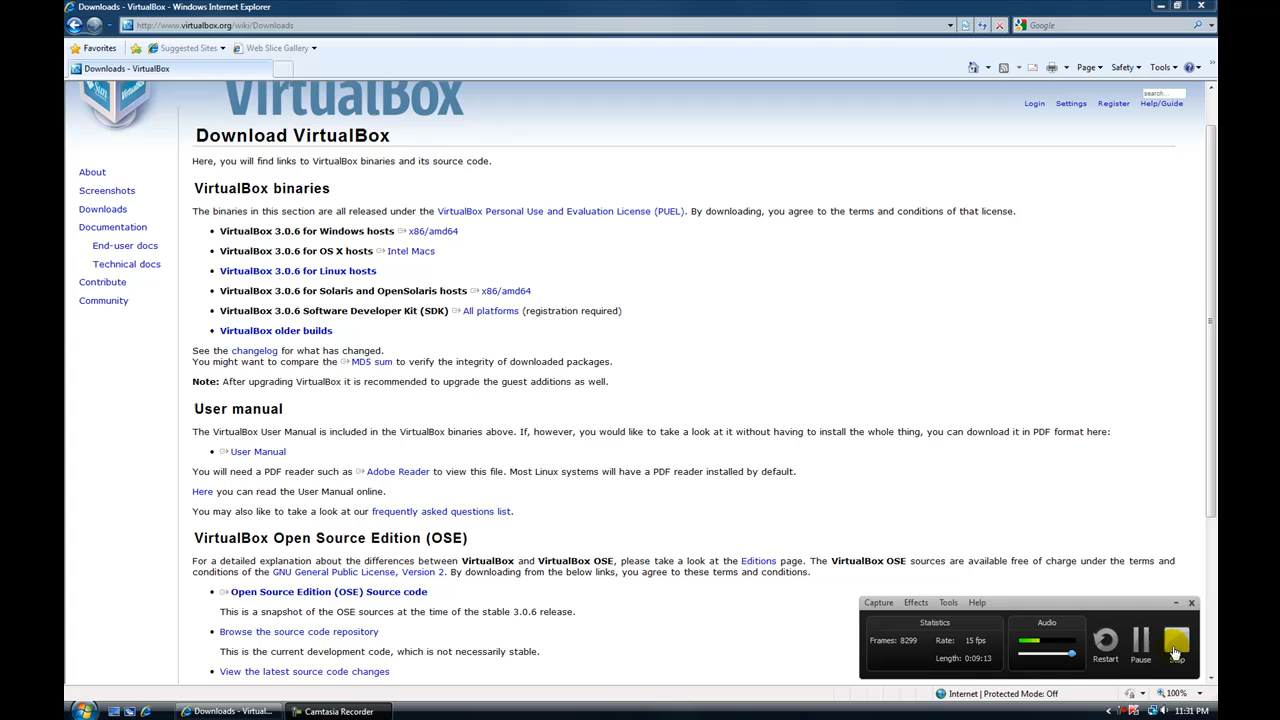 Downloads - VirtualBox - Windows Internet Explorer
http://www.virtualbox.org/wiki/Downloads
Google
Favorites
Suggested Sites
Web Slice Gallery
Downloads - VirtualBox
Page
Safety
Tools
VirtualBox
search...
Login Settings Register Help/Guide
Download VirtualBox
Here, you will find links to VirtualBox binaries and its source code.
About
Screenshots
Downloads
Documentation
End-user docs
Technical docs
Contribute
Community
VirtualBox binaries
The binaries in this section are all released under the VirtualBox Personal Use and Evaluation License (PUEL). By downloading, you agree to the terms and conditions of that license.
VirtualBox 3.0.6 for Windows hosts x86/amd64
VirtualBox 3.0.6 for OS X hosts Intel Macs
VirtualBox 3.0.6 for Linux hosts
VirtualBox 3.0.6 for Solaris and OpenSolaris hosts x86/amd64
VirtualBox 3.0.6 Software Developer Kit (SDK) All platforms (registration required)
VirtualBox older builds
See the changelog for what has changed.
You might want to compare the MD5 sum to verify the integrity of downloaded packages.
Note: After upgrading VirtualBox it is recommended to upgrade the guest additions as well.
User manual
The VirtualBox User Manual is included in the VirtualBox binaries above. If, however, you would like to take a look at it without having to install the whole thing, you can download it in PDF format here:
User Manual
You will need a PDF reader such as Adobe Reader to view this file. Most Linux systems will have a PDF reader installed by default.
Here you can read the User Manual online.
You may also like to take a look at our frequently asked questions list.
VirtualBox Open Source Edition (OSE)
For a detailed explanation about the differences between VirtualBox and VirtualBox OSE, please take a look at the Editions page. The VirtualBox OSE sources are available free of charge under the terms and
conditions of the GNU General Public License, Version 2. By downloading from the below links, you agree to these terms and conditions.
Open Source Edition (OSE) Source code
This is a snapshot of the OSE sources at the time of the stable 3.0.6 release.
Browse the source code repository
This is the current development code, which is not necessarily stable.
View the latest source code changes
Capture Effects Tools Help
Statistics
Audio
Frames: 8299 Rate: 15 fps
Length: 0:09:13
Restart
Pause
Stop
Internet | Protected Mode: Off
100%
Downloads - Virtual...
Camtasia Recorder
11:31 PM